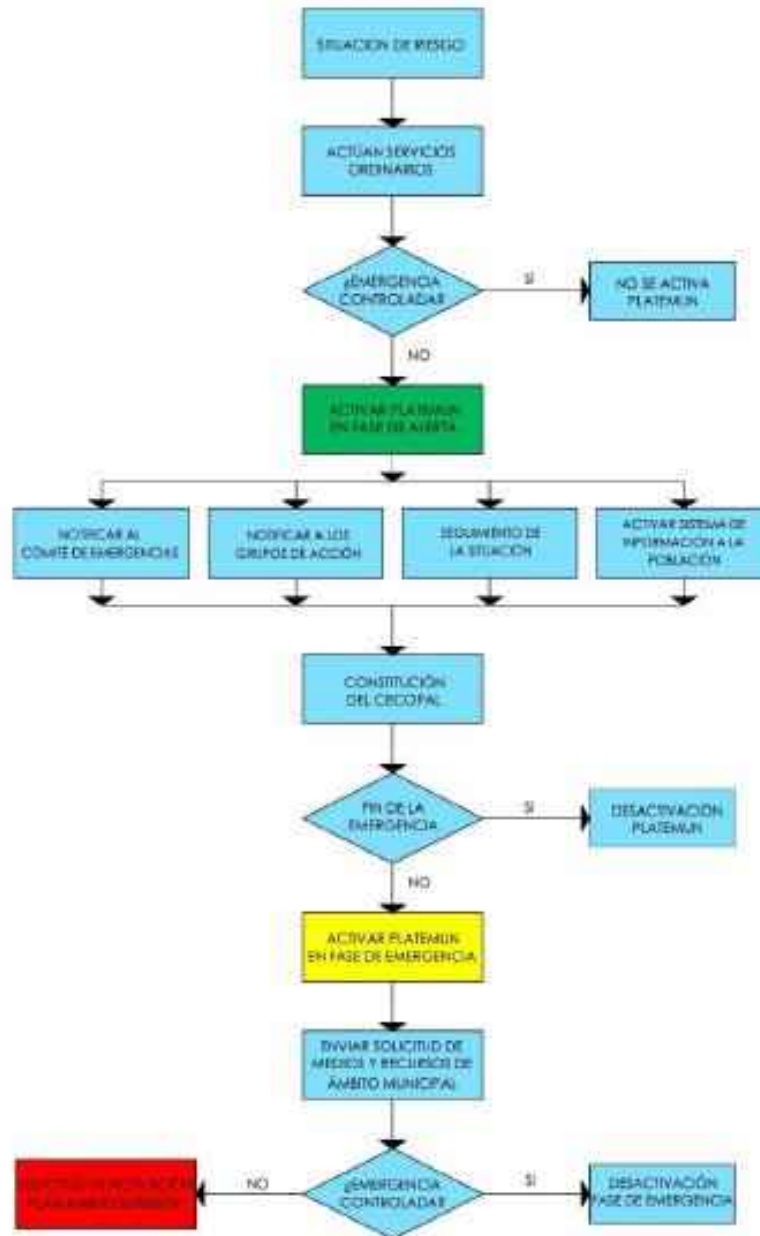 SITUACION DE RIESGO
ACTÚAN SERVICIOS
ORDINARIOS
¿EMERGENCIA
CONTROLADA?
SI
NO SE ACTIVA
PLATEMUN
NO
ACTIVAR PLATEMUN
EN FASE DE ALERTA
NOTIFICAR AL
COMITÉ DE EMERGENCIAS
NOTIFICAR A LOS
GRUPOS DE ACCIÓN
SEGUIMIENTO DE
LA SITUACIÓN
ACTIVAR SISTEMA DE
INFORMACION A LA
POBLACIÓN
CONSTITUCIÓN
DEL CECOPAL
FIN DE LA
EMERGENCIA
SI
DESACTIVACIÓN
PLATEMUN
NO
ACTIVAR PLATEMUN
EN FASE DE EMERGENCIA
ENVIAR SOLICITUD DE
MEDIOS Y RECURSOS DE
ÁMBITO MUNICIPAL
NO
¿EMERGENCIA
CONTROLADA?
SI
DESACTIVACIÓN
FASE DE EMERGENCIA